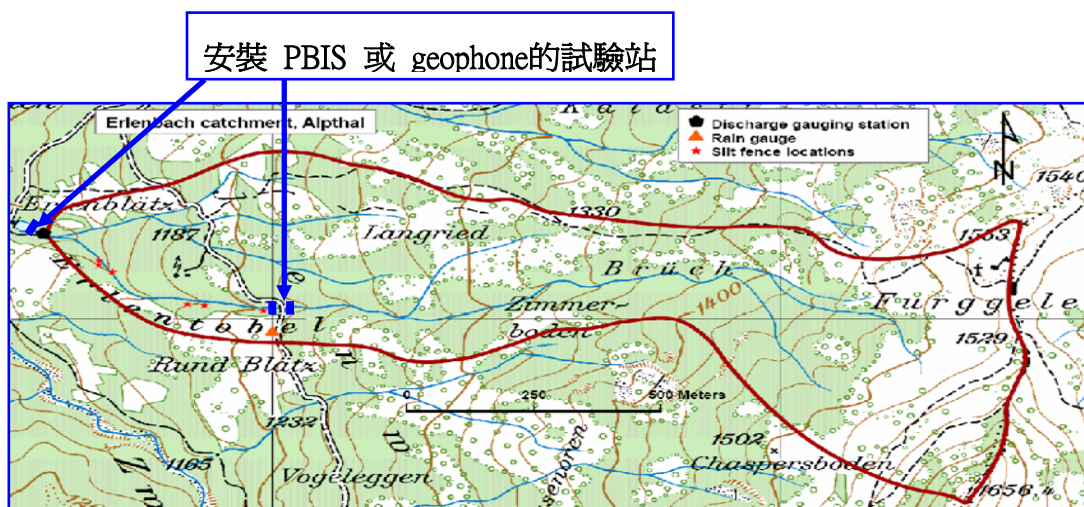 安裝 PBIS 或 geophone的試驗站
Erlenbach catchment, Alpthal
Discharge gauging station
Rain gauge
Silt fence locations
N
1540
1330
1187
Langried
Bruch
Zimmer-
boden
1400
Furggele
1529
Erlentobel
Rund Blätz
0 250 500 Meters
1232
1502
Chaspersboden
1165
Vogeleggen
1656.4